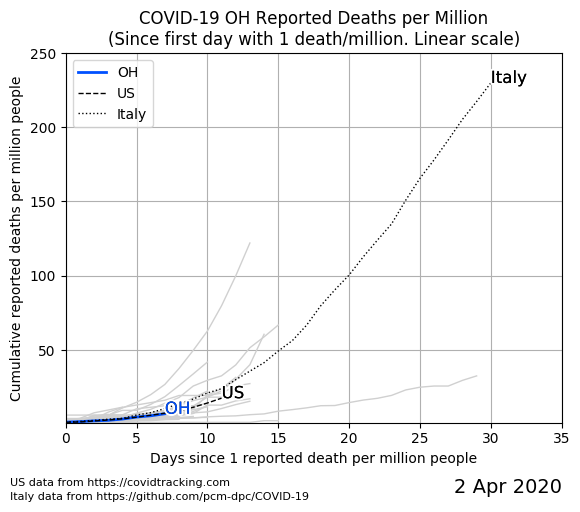 COVID-19 OH Reported Deaths per Million
(Since first day with 1 death/million. Linear scale)
Cumulative reported deaths per million people
250
200
150
100
50
OH
US
Italy
Italy
US
OH
0
5
10
15
20
25
30
35
Days since 1 reported death per million people
US data from https://covidtracking.com
Italy data from https://github.com/pcm-dpc/COVID-19
2 Apr 2020